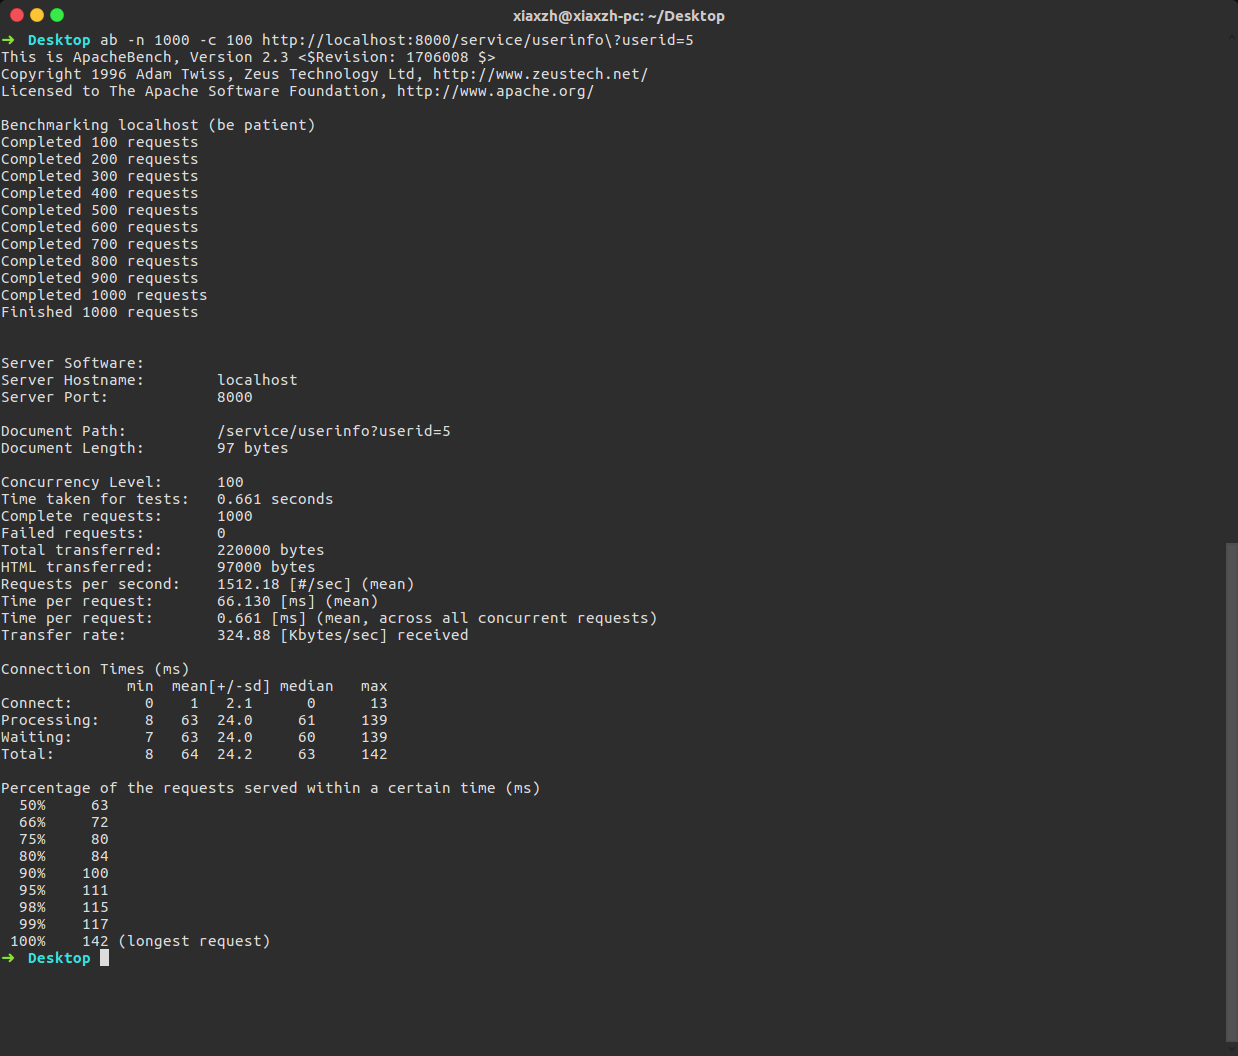 xiaxzh@xiaxzh-pc: ~/Desktop
➜  Desktop ab -n 1000 -c 100 http://localhost:8000/service/userinfo\?userid=5
This is ApacheBench, Version 2.3 <$Revision: 1706008 $>
Copyright 1996 Adam Twiss, Zeus Technology Ltd, http://www.zeustech.net/
Licensed to The Apache Software Foundation, http://www.apache.org/

Benchmarking localhost (be patient)
Completed 100 requests
Completed 200 requests
Completed 300 requests
Completed 400 requests
Completed 500 requests
Completed 600 requests
Completed 700 requests
Completed 800 requests
Completed 900 requests
Completed 1000 requests
Finished 1000 requests


Server Software:
Server Hostname:        localhost
Server Port:            8000

Document Path:          /service/userinfo?userid=5
Document Length:        97 bytes

Concurrency Level:      100
Time taken for tests:   0.661 seconds
Complete requests:      1000
Failed requests:        0
Total transferred:      220000 bytes
HTML transferred:       97000 bytes
Requests per second:    1512.18 [#/sec] (mean)
Time per request:       66.130 [ms] (mean)
Time per request:       0.661 [ms] (mean, across all concurrent requests)
Transfer rate:          324.88 [Kbytes/sec] received

Connection Times (ms)
              min  mean[+/-sd] median   max
Connect:        0    1   2.1      0      13
Processing:     8   63  24.0     61     139
Waiting:        7   63  24.0     60     139
Total:          8   64  24.2     63     142

Percentage of the requests served within a certain time (ms)
  50%     63
  66%     72
  75%     80
  80%     84
  90%    100
  95%    111
  98%    115
  99%    117
 100%    142 (longest request)
➜  Desktop